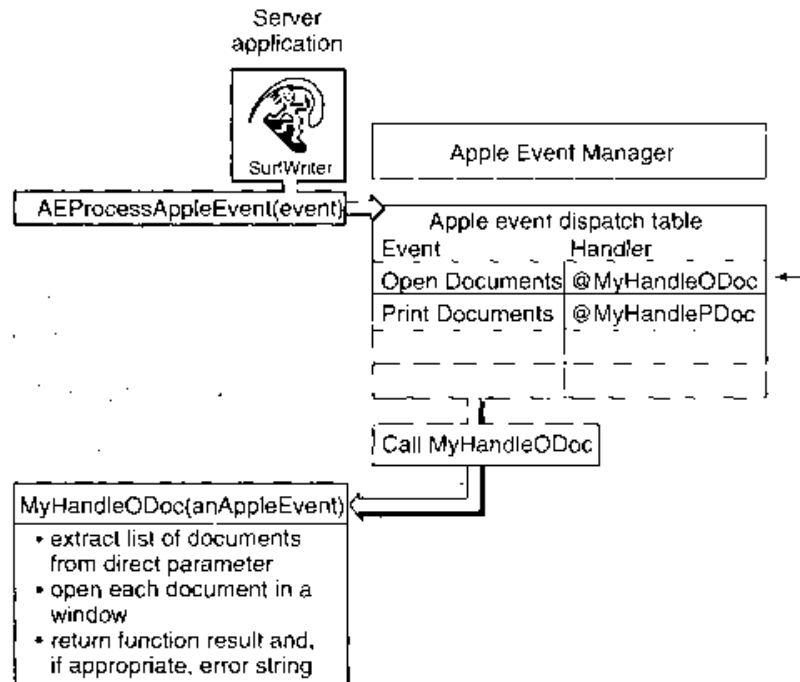 Server
application
SurfWriter
Apple Event Manager
AEProcessAppleEvent(event)
Apple event dispatch table
Event Handler
Open Documents @MyHandleODoc
Print Documents @MyHandlePDoc
Call MyHandleODoc
MyHandleODoc(anAppleEvent)
• extract list of documents
from direct parameter
• open each document in a
window
• return function result and,
if appropriate, error string